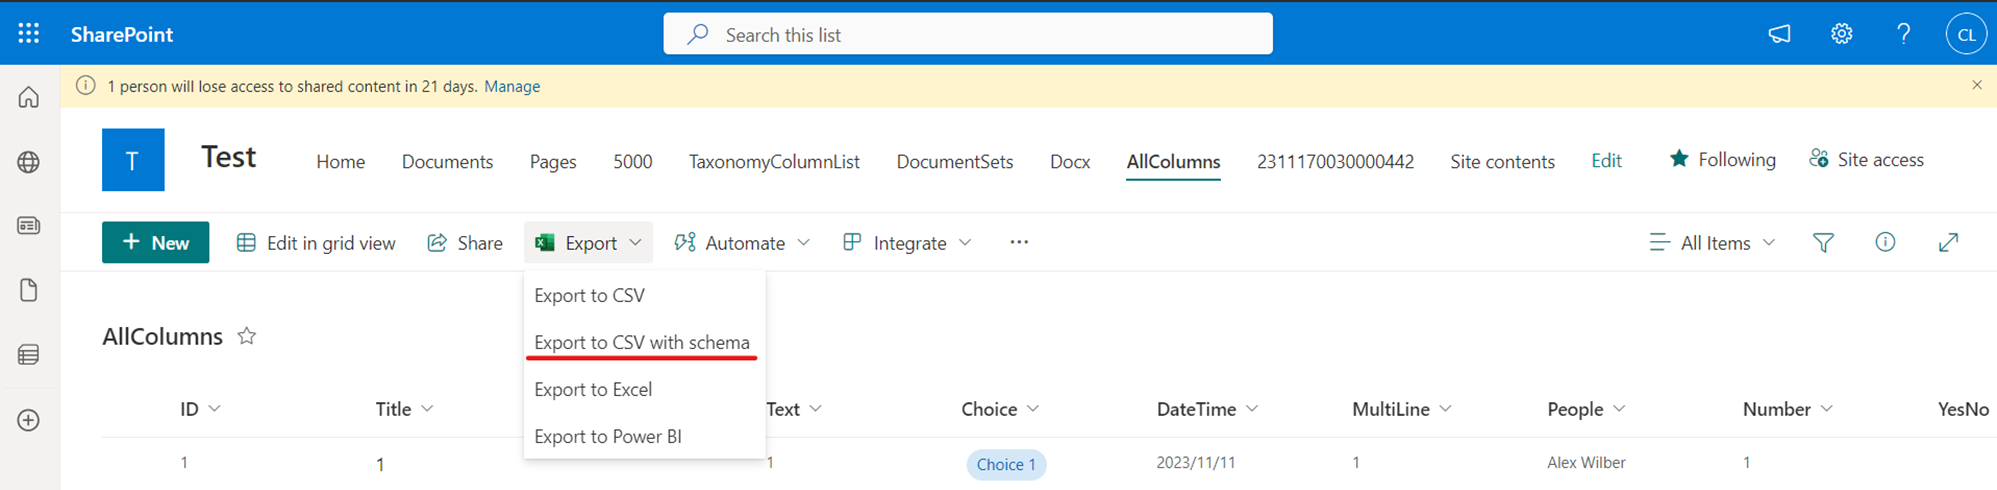 SharePoint
Search this list
CL
1 person will lose access to shared content in 21 days. Manage
T
Test
Home Documents Pages 5000 TaxonomyColumnList DocumentSets Docx AllColumns 2311170030000442 Site contents Edit Following Site access
+ New Edit in grid view Share Export Automate Integrate ... All Items
Export to CSV
Export to CSV with schema
Export to Excel
Export to Power BI
AllColumns
ID Title Text Choice DateTime MultiLine People Number YesNo
1 1 1 Choice 1 2023/11/11 1 Alex Wilber 1